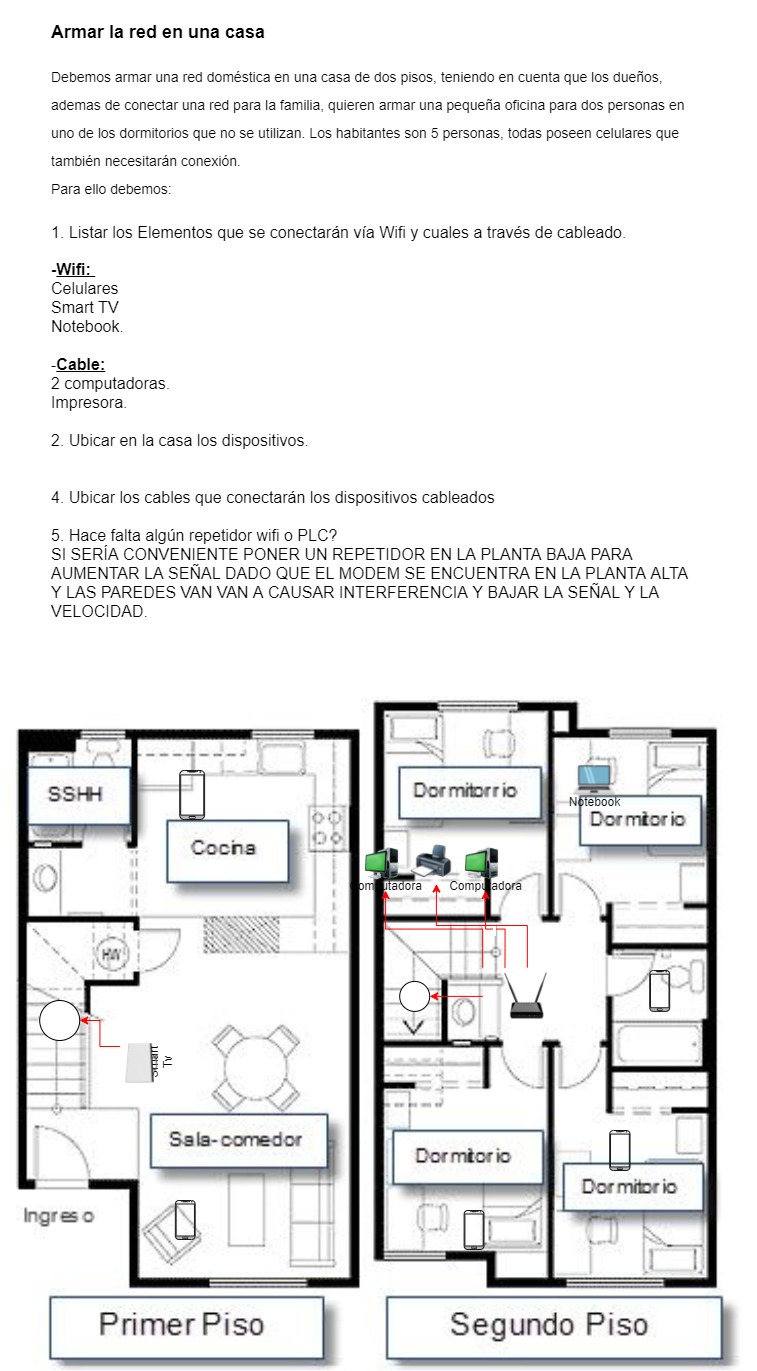 Armar la red en una casa
Debemos armar una red doméstica en una casa de dos pisos, teniendo en cuenta que los dueños,
ademas de conectar una red para la familia, quieren armar una pequeña oficina para dos personas en
uno de los dormitorios que no se utilizan. Los habitantes son 5 personas, todas poseen celulares que
también necesitarán conexión.
Para ello debemos:
1. Listar los Elementos que se conectarán vía Wifi y cuales a través de cableado.
-Wifi:
Celulares
Smart TV
Notebook.
-Cable:
2 computadoras.
Impresora.
2. Ubicar en la casa los dispositivos.
4. Ubicar los cables que conectarán los dispositivos cableados
5. Hace falta algún repetidor wifi o PLC?
SI SERÍA CONVENIENTE PONER UN REPETIDOR EN LA PLANTA BAJA PARA
AUMENTAR LA SEÑAL DADO QUE EL MODEM SE ENCUENTRA EN LA PLANTA ALTA
Y LAS PAREDES VAN VAN A CAUSAR INTERFERENCIA Y BAJAR LA SEÑAL Y LA
VELOCIDAD.
SSHH
Cocina
HW
Smart
Tv
Sala-comedor
Ingreso
Primer Piso
Dormitorrio
Notebook
Dormitorio
Computadora
Computadora
Dormitorio
Dormitorio
Segundo Piso